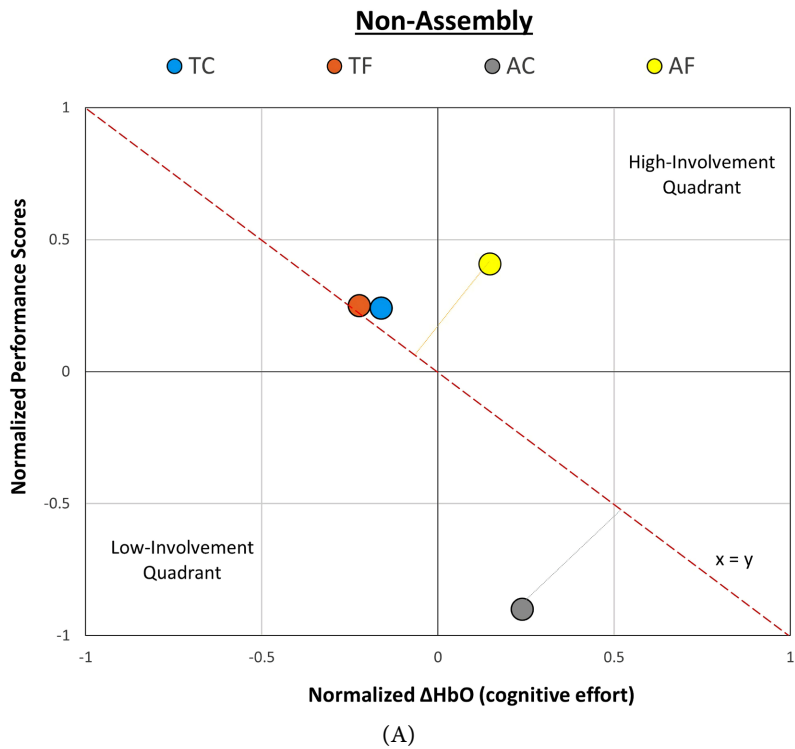 Non-Assembly
TC TF AC AF
1
High-Involvement
Quadrant
0.5
0
-0.5
Low-Involvement
Quadrant
x = y
-1
-1 -0.5 0 0.5 1
Normalized Performance Scores
Normalized ΔHbO (cognitive effort)
(A)